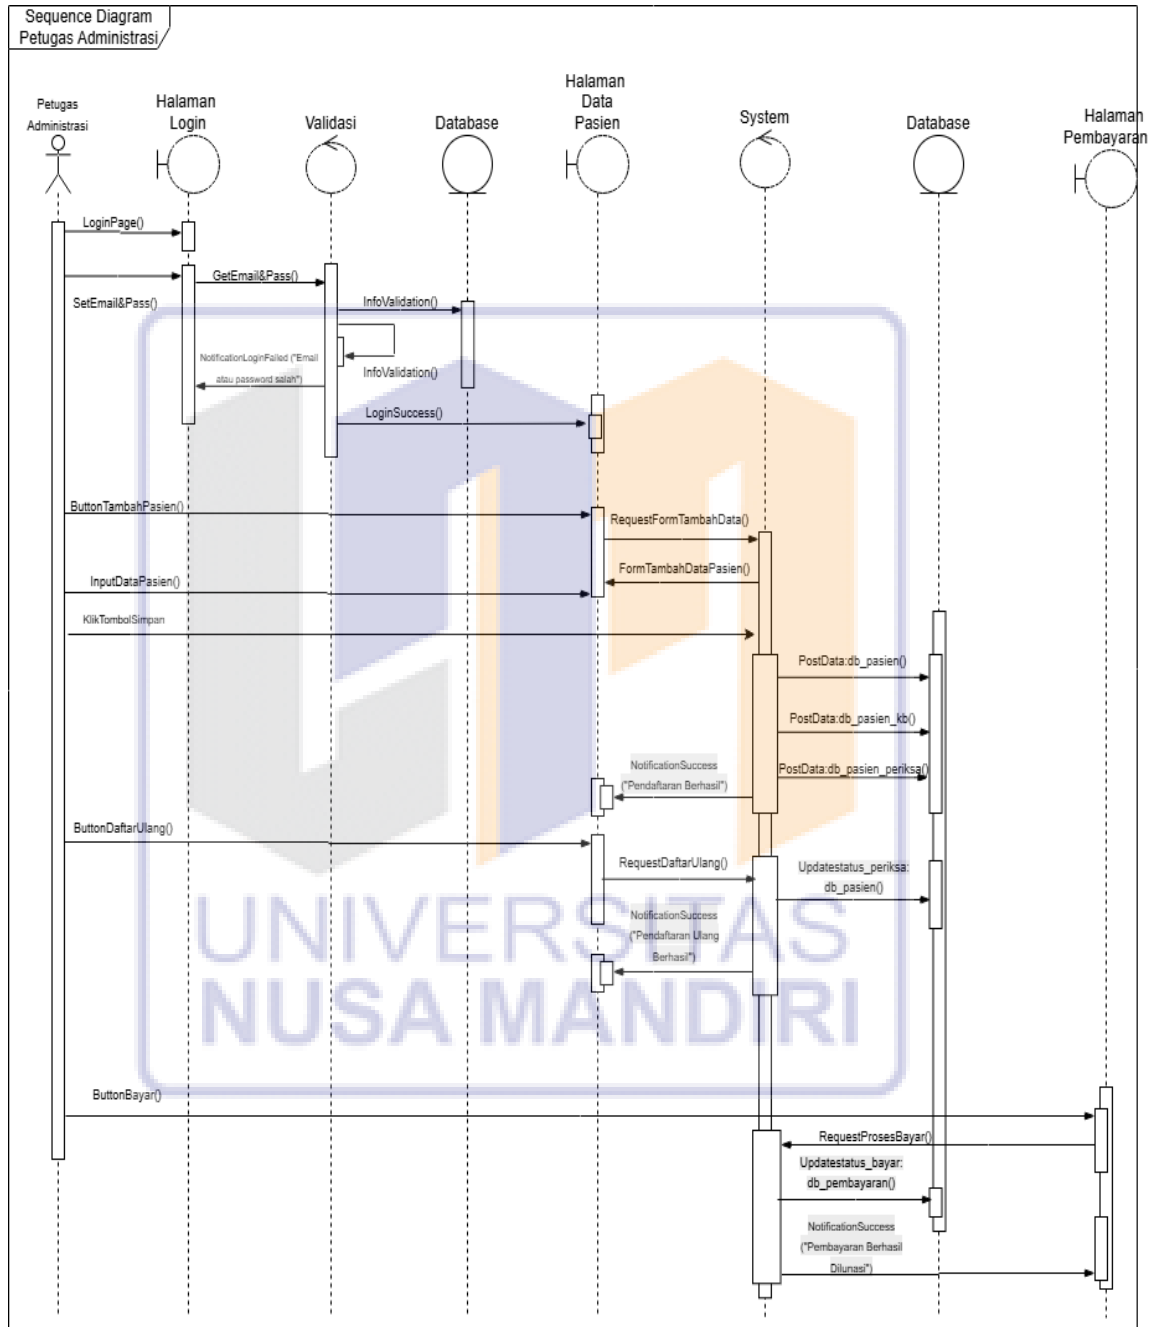 Sequence Diagram
Petugas Administrasi
Petugas
Administrasi
Halaman
Login
Validasi
Database
Halaman
Data
Pasien
System
Database
Halaman
Pembayaran
LoginPage()
GetEmail&Pass()
SetEmail&Pass()
InfoValidation()
NotificationLoginFailed ("Email
atau password salah")
InfoValidation()
LoginSuccess()
ButtonTambahPasien()
RequestFormTambahData()
FormTambahDataPasien()
InputDataPasien()
KlikTombolSimpan
PostData:db_pasien()
PostData:db_pasien_kb()
PostData:db_pasien_periksa()
NotificationSuccess
("Pendaftaran Berhasil")
ButtonDaftarUlang()
RequestDaftarUlang()
Updatestatus_periksa:
db_pasien()
NotificationSuccess
("Pendaftaran Ulang
Berhasil")
UNIVERSITAS
NUSA MANDIRI
ButtonBayar()
RequestProsesBayar()
Updatestatus_bayar:
db_pembayaran()
NotificationSuccess
("Pembayaran Berhasil
Dilunasi")